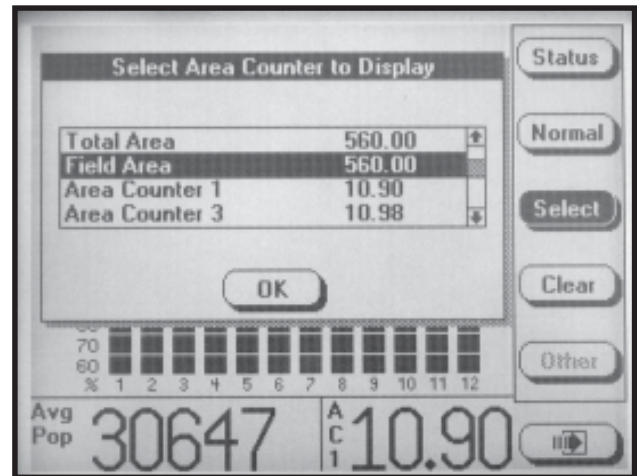 Select Area Counter to Display
Total Area 560.00
Field Area 560.00
Area Counter 1 10.90
Area Counter 3 10.98
OK
70
60
% 1 2 3 4 5 6 7 8 9 10 11 12
Avg Pop 30647
AC1 10.90
Status
Normal
Select
Clear
Other